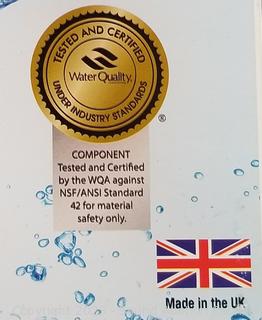 TESTED AND CERTIFIED
Water Quality
UNDER INDUSTRY STANDARDS
®
COMPONENT
Tested and Certified
by the WQA against
NSF/ANSI Standard
42 for material
safety only.
Made in the UK